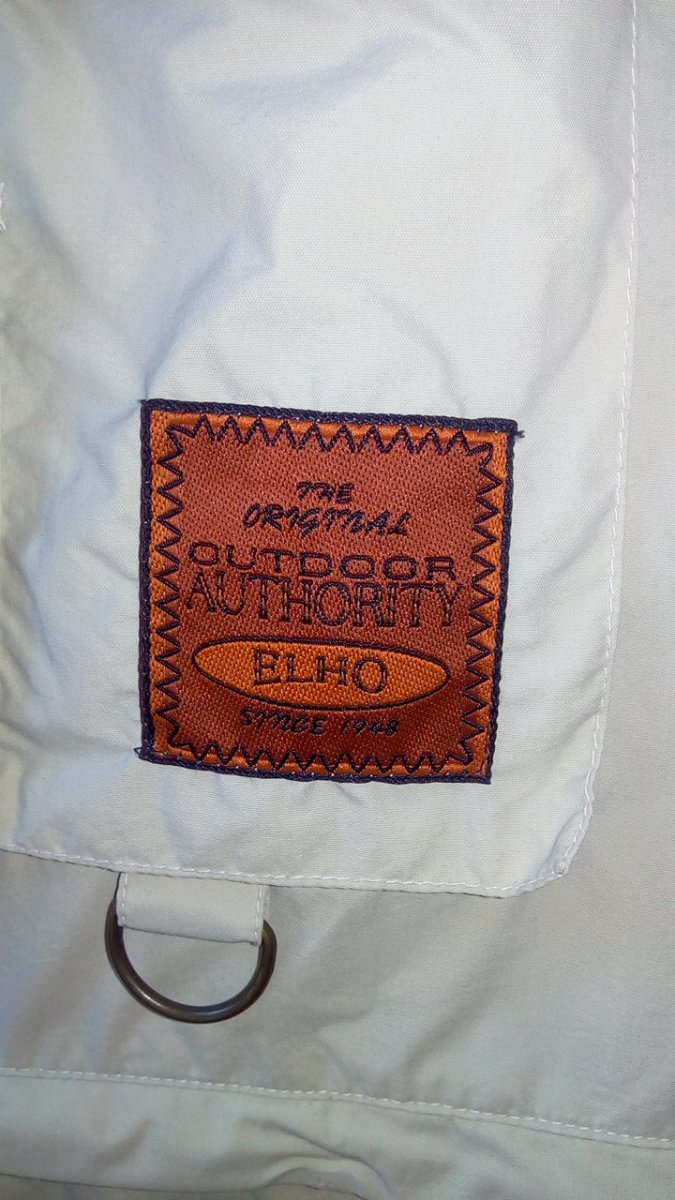 THE
ORIGINAL
OUTDOOR
AUTHORITY
ELHO
SINCE 1948